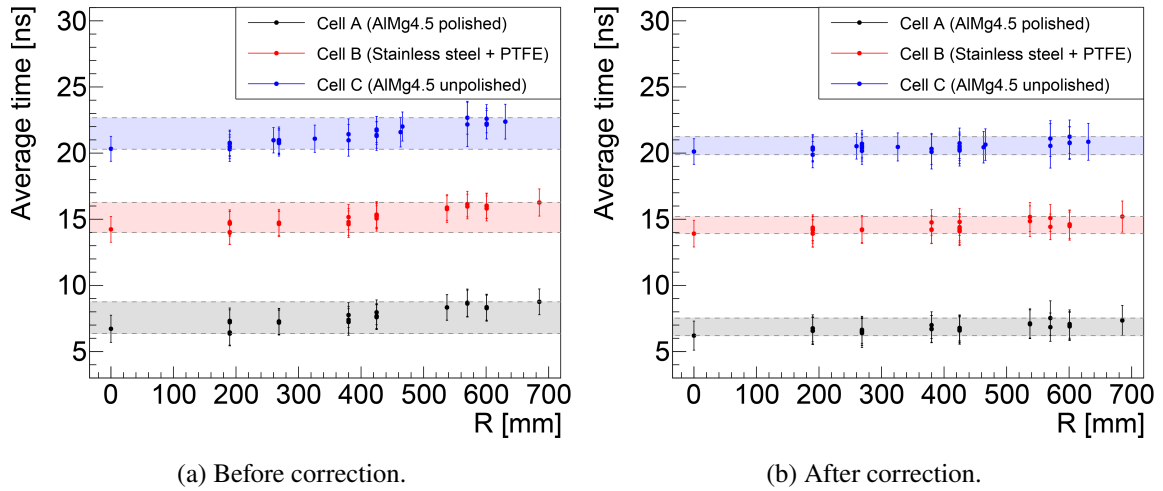 Average time [ns]
30
25
20
15
10
5
Cell A (AlMg4.5 polished)
Cell B (Stainless steel + PTFE)
Cell C (AlMg4.5 unpolished)
0 100 200 300 400 500 600 700
R [mm]
(a) Before correction.
Average time [ns]
30
25
20
15
10
5
Cell A (AlMg4.5 polished)
Cell B (Stainless steel + PTFE)
Cell C (AlMg4.5 unpolished)
0 100 200 300 400 500 600 700
R [mm]
(b) After correction.